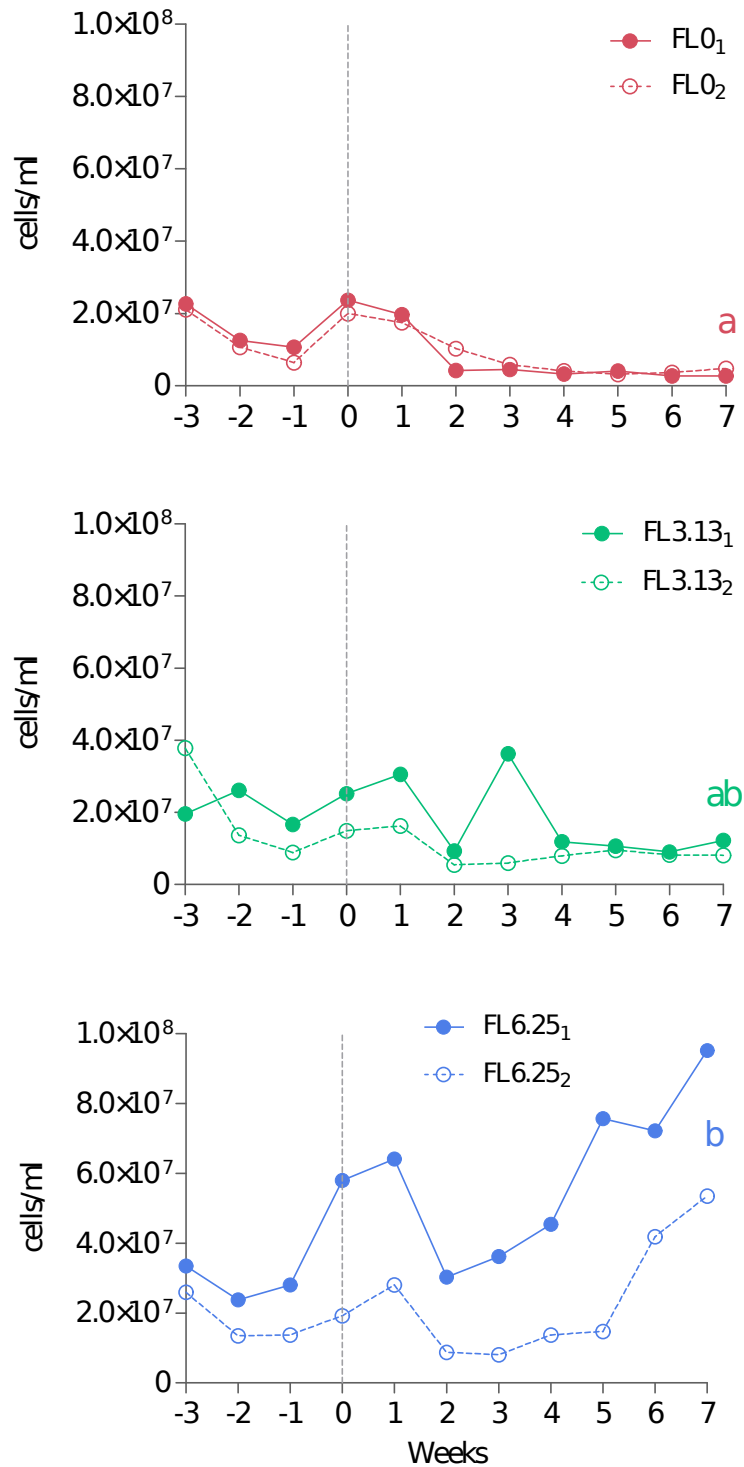 1.0×10⁸
8.0×10⁷
6.0×10⁷
4.0×10⁷
2.0×10⁷
0
cells/ml
FL0₁
FL0₂
a
-3 -2 -1 0 1 2 3 4 5 6 7
1.0×10⁸
8.0×10⁷
6.0×10⁷
4.0×10⁷
2.0×10⁷
0
cells/ml
FL3.13₁
FL3.13₂
ab
-3 -2 -1 0 1 2 3 4 5 6 7
1.0×10⁸
8.0×10⁷
6.0×10⁷
4.0×10⁷
2.0×10⁷
0
cells/ml
FL6.25₁
FL6.25₂
b
-3 -2 -1 0 1 2 3 4 5 6 7
Weeks